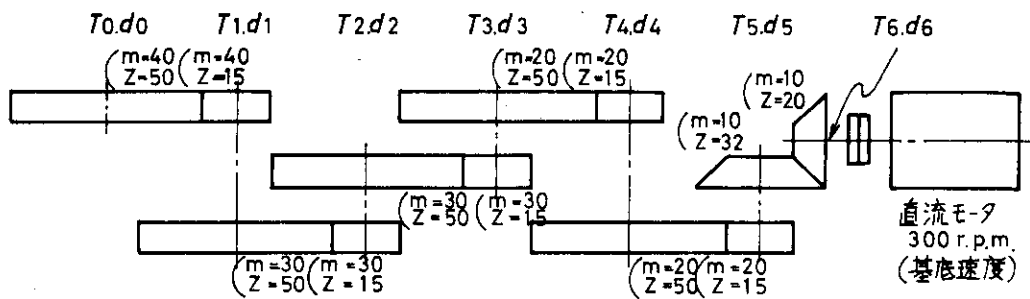 T0.d0 T1.d1 T2.d2 T3.d3 T4.d4 T5.d5 T6.d6
(m=40
Z=50
(m=40
Z=15
(m=20
Z=50
(m=20
Z=15
(m=10
Z=20
(m=10
Z=32
(m=30
Z=50
(m=30
Z=15
(m=30
Z=50
(m=30
Z=15
(m=20
Z=50
(m=20
Z=15
直流モータ
300 r.p.m.
(基底速度)